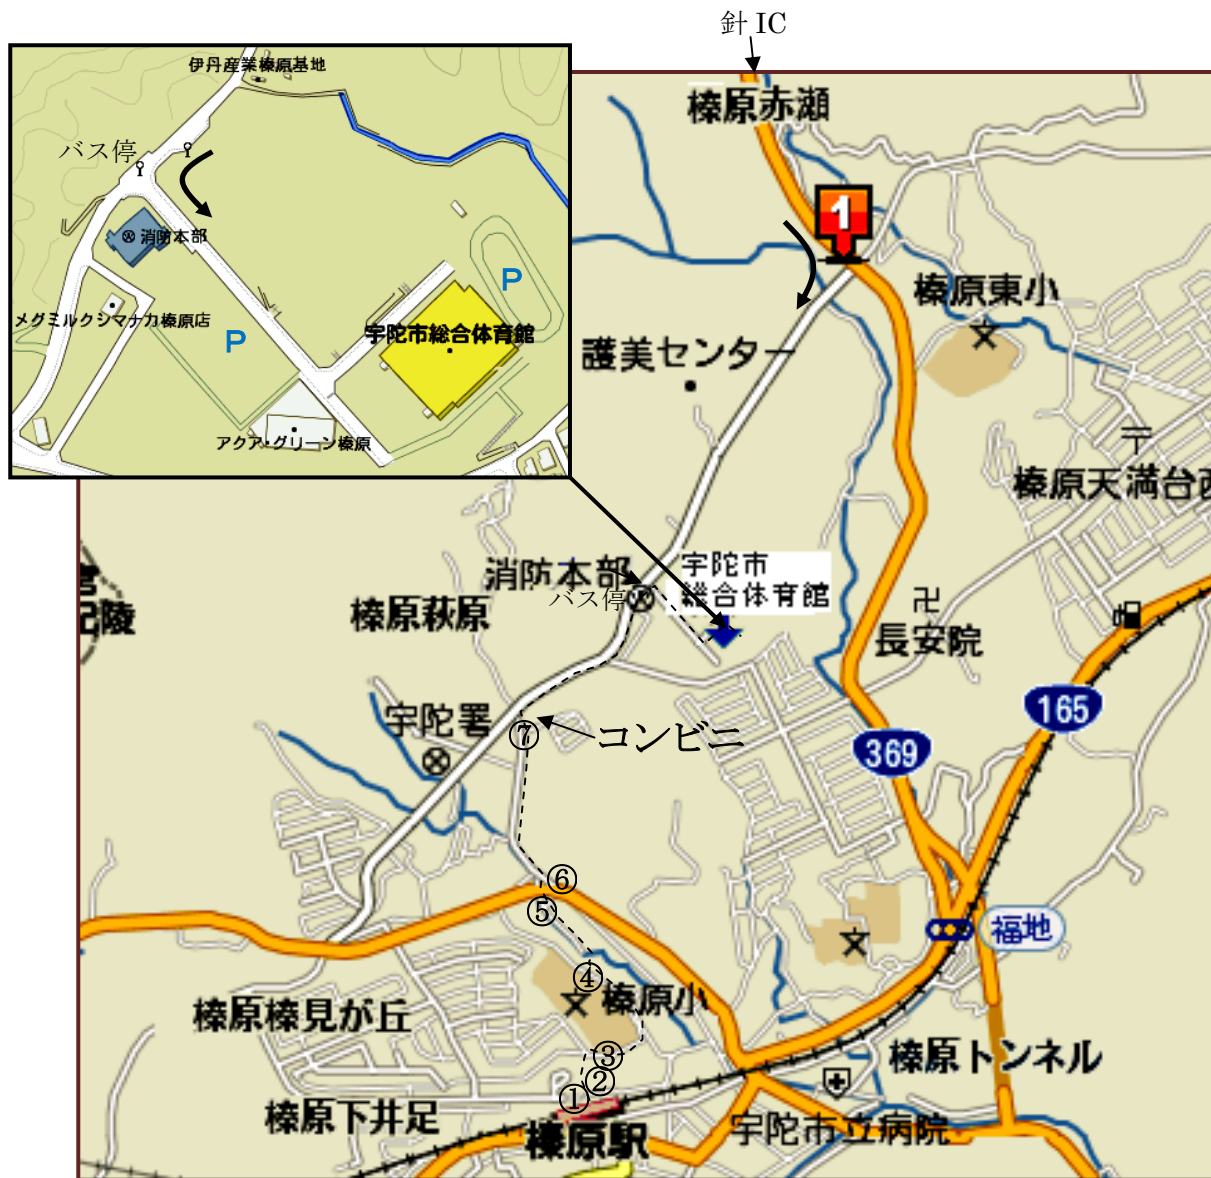 針 IC
伊丹産業榛原基地
バス停
消防本部
メグミルクシマナカ榛原店
P
P
宇陀市総合体育館
アクア・グリーン榛原
榛原赤瀬
1
榛原東小
護美センター
榛原天満台西
消防本部
バス停
宇陀市
総合体育館
榛原萩原
長安院
宇陀署
⑦
コンビニ
165
369
⑥
⑤
福地
④
榛原小
榛原榛見が丘
③
②
①
榛原トンネル
榛原下井足
榛原駅
宇陀市立病院